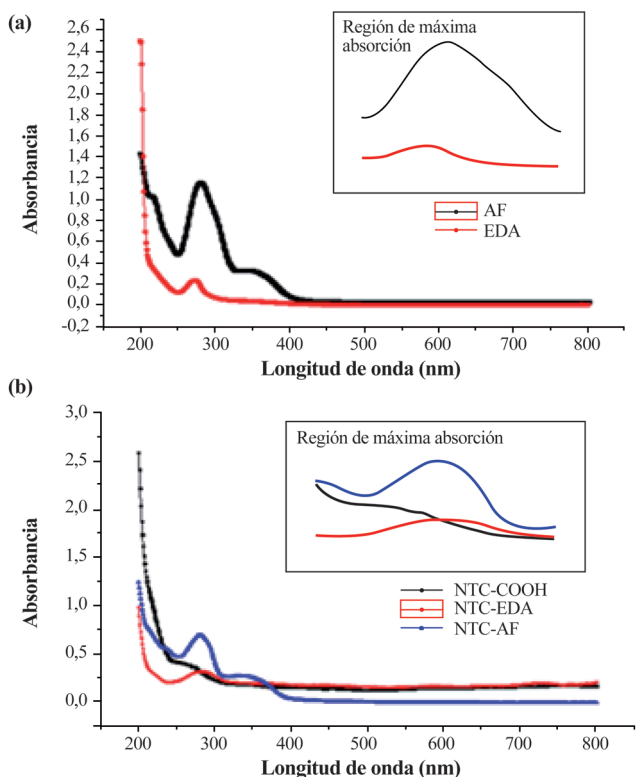 (a)
2,6
2,4
2,2
2,0
1,8
1,6
1,4
1,2
1,0
0,8
0,6
0,4
0,2
0,0
-0,2
Absorbancia
Región de máxima
absorción
AF
EDA
200 300 400 500 600 700 800
Longitud de onda (nm)
(b)
3,0
2,5
2,0
1,5
1,0
0,5
0,0
Absorbancia
Región de máxima absorción
NTC-COOH
NTC-EDA
NTC-AF
200 300 400 500 600 700 800
Longitud de onda (nm)